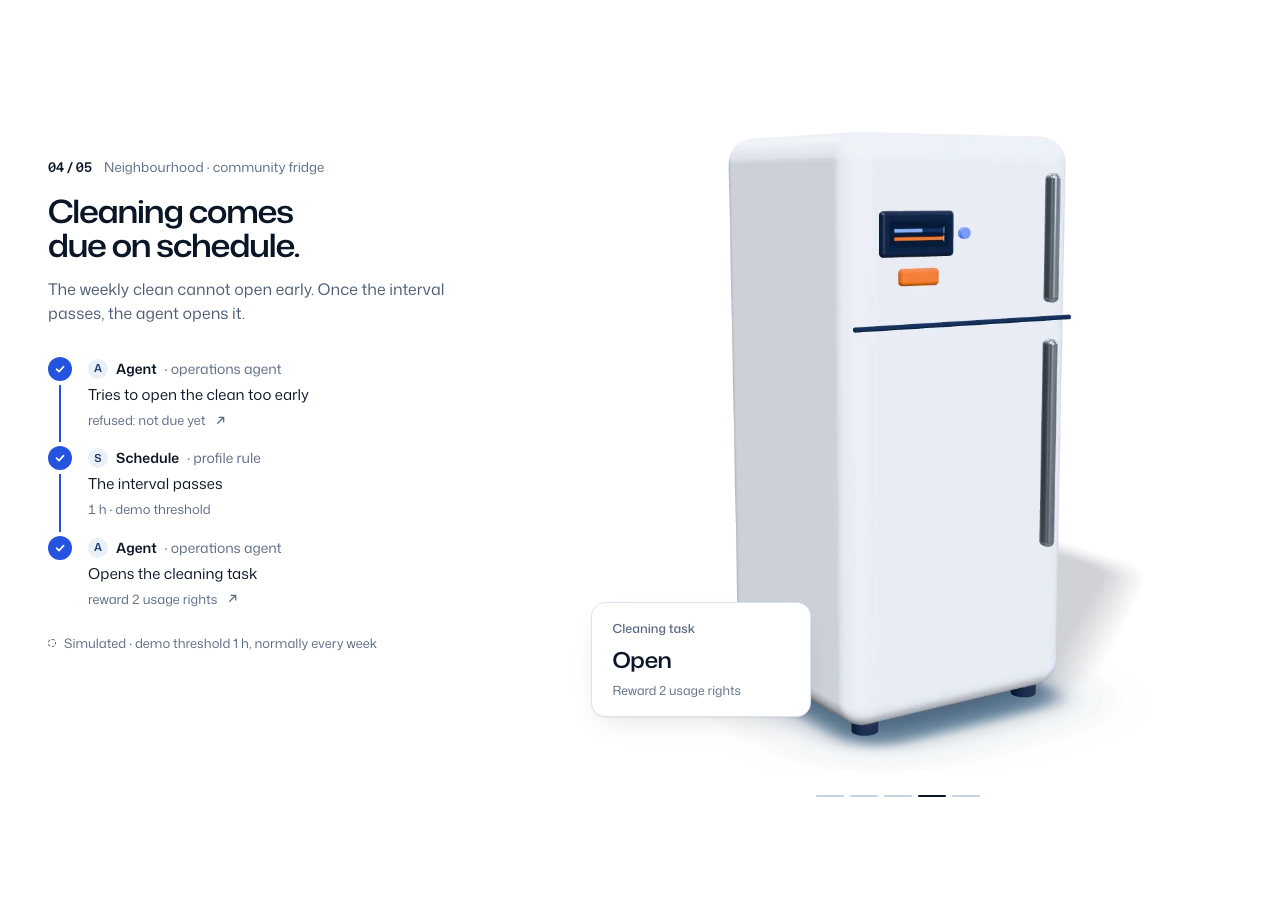 04 / 05 Neighbourhood · community fridge
Cleaning comes
due on schedule.
The weekly clean cannot open early. Once the interval
passes, the agent opens it.
A Agent · operations agent
Tries to open the clean too early
refused: not due yet ↗
S Schedule · profile rule
The interval passes
1 h · demo threshold
A Agent · operations agent
Opens the cleaning task
reward 2 usage rights ↗
Simulated · demo threshold 1 h, normally every week
Cleaning task
Open
Reward 2 usage rights